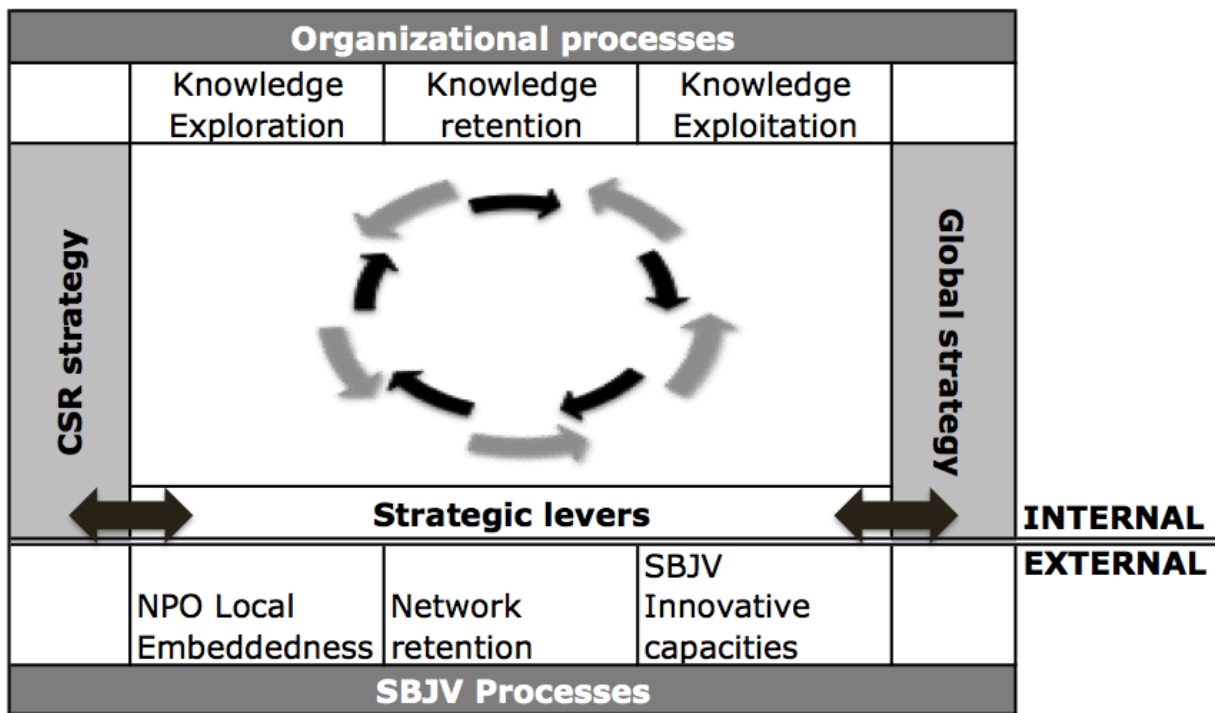 Organizational processes
Knowledge
Exploration
Knowledge
retention
Knowledge
Exploitation
CSR strategy
Global strategy
Strategic levers
INTERNAL
EXTERNAL
NPO Local
Embeddedness
Network
retention
SBJV
Innovative
capacities
SBJV Processes